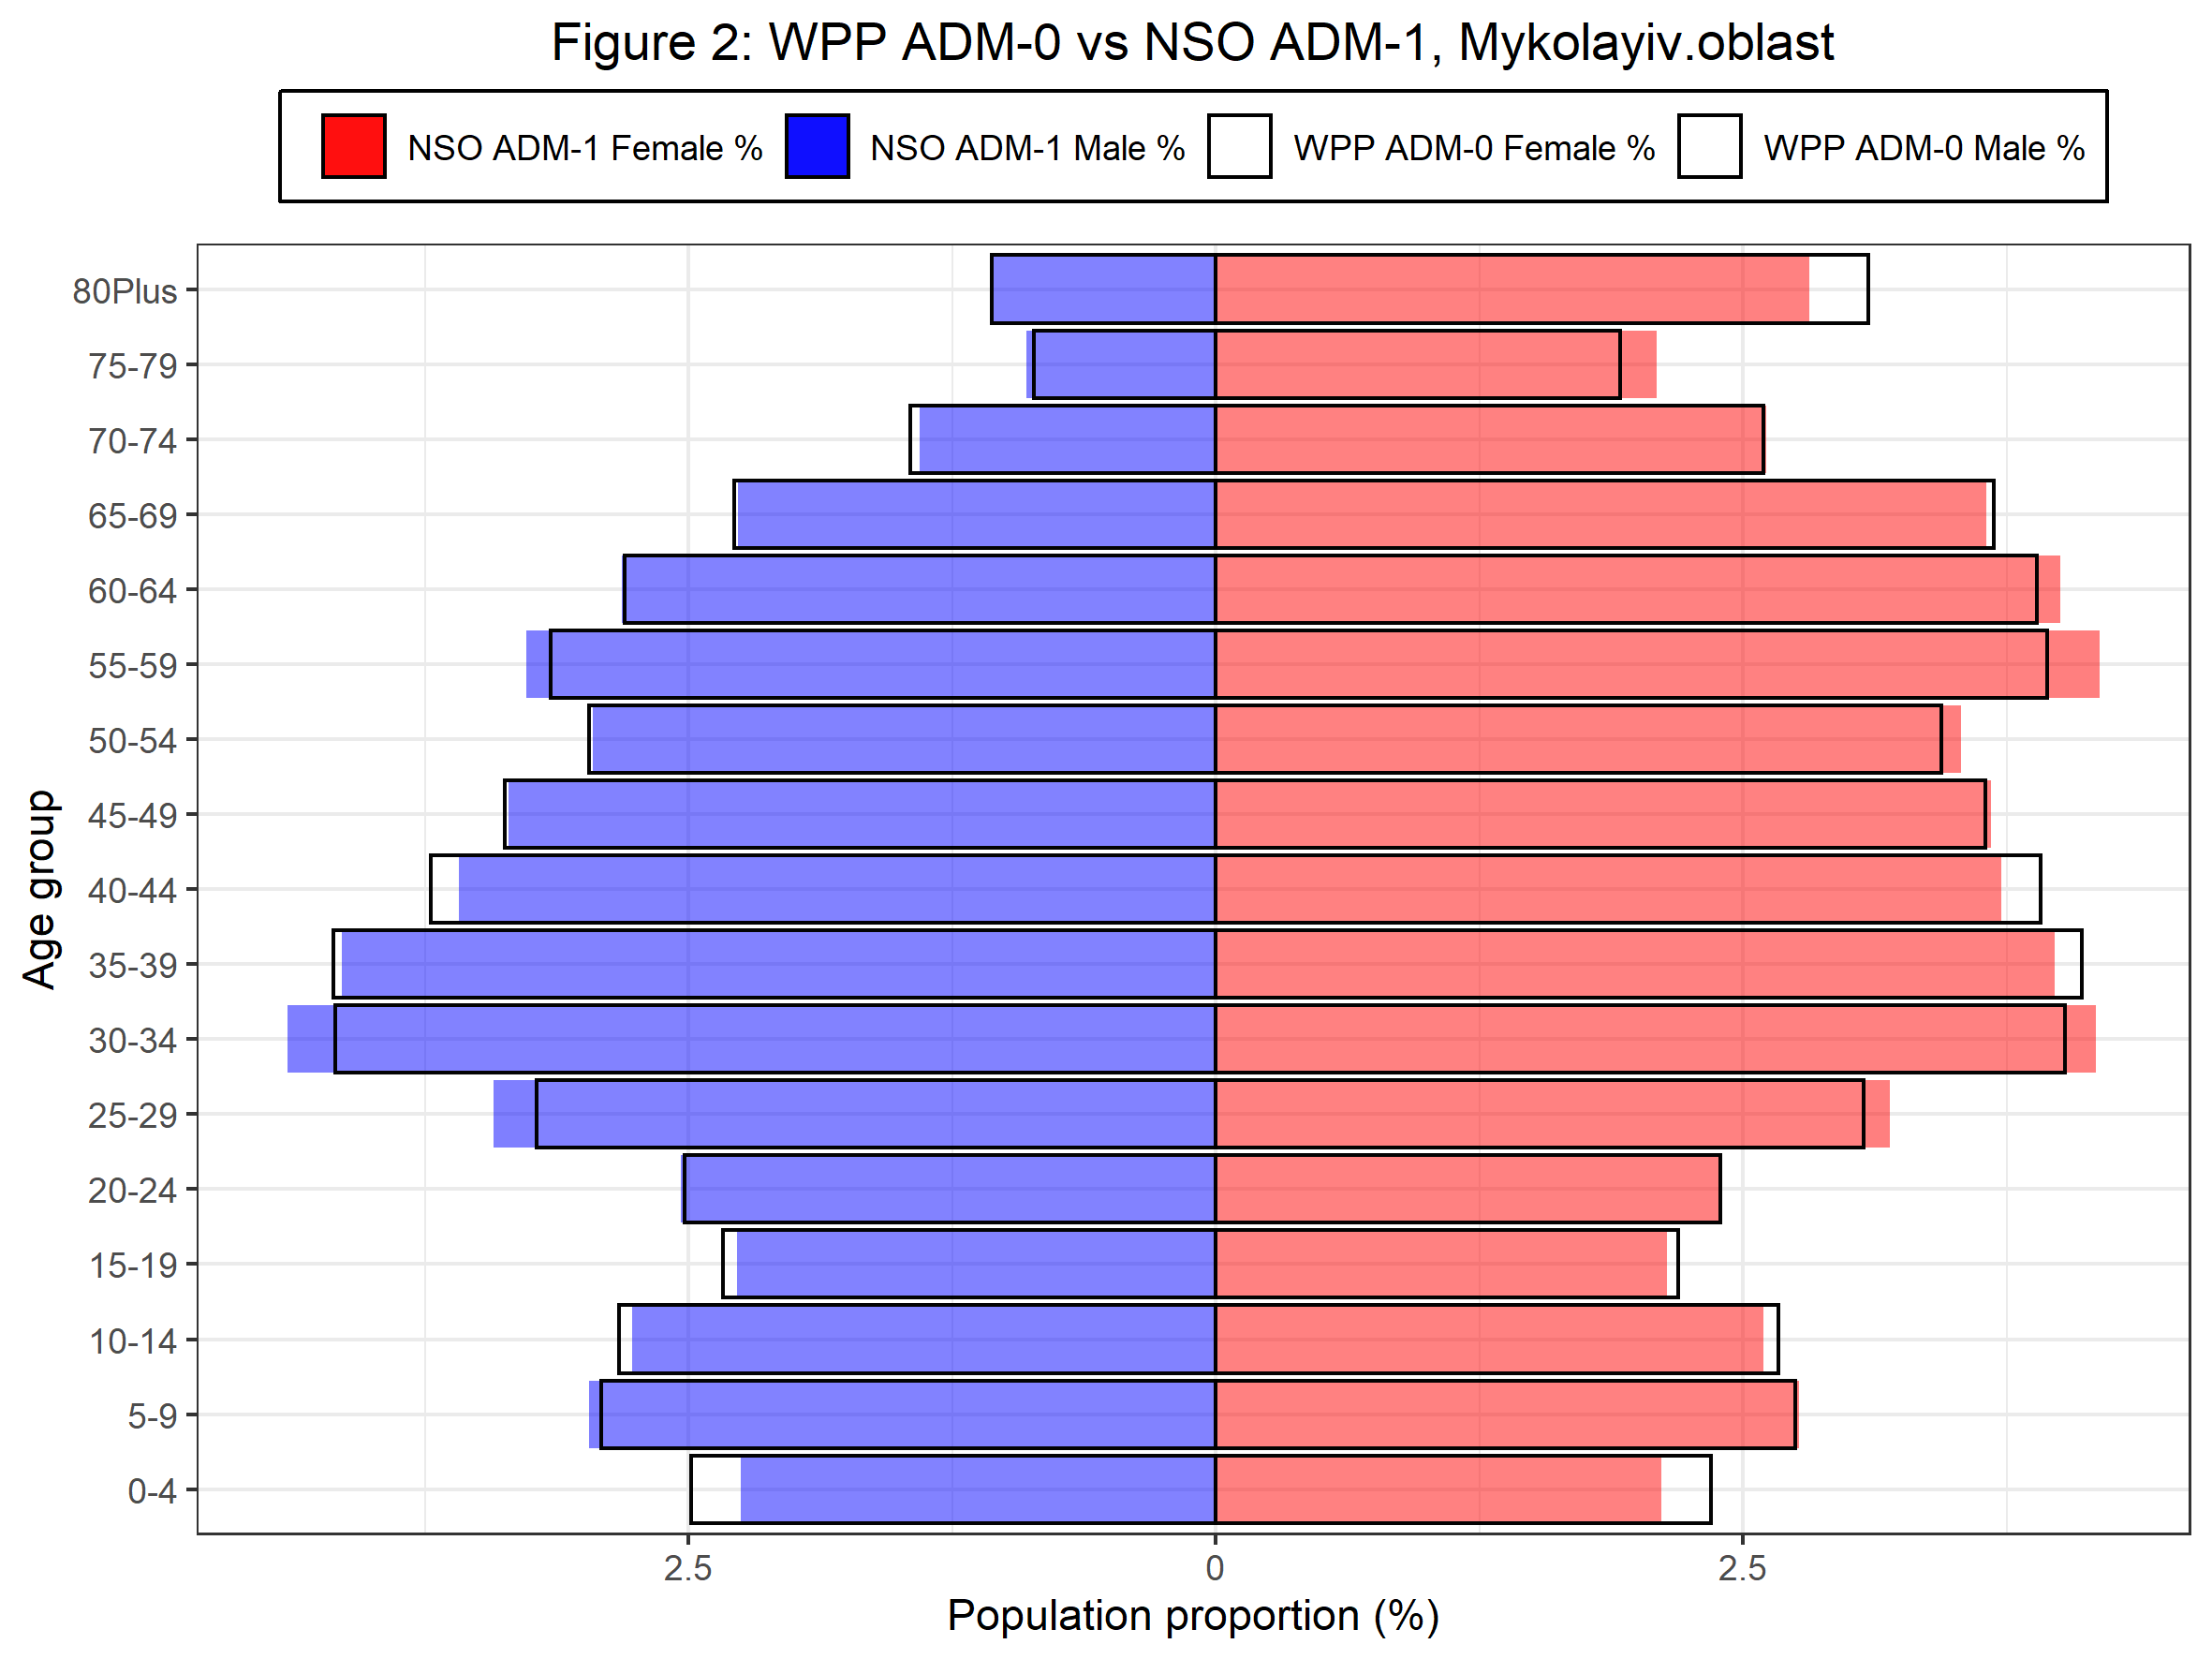 Figure 2: WPP ADM-0 vs NSO ADM-1, Mykolayiv.oblast
NSO ADM-1 Female % NSO ADM-1 Male % WPP ADM-0 Female % WPP ADM-0 Male %
80Plus
75-79
70-74
65-69
60-64
55-59
50-54
45-49
40-44
35-39
30-34
25-29
20-24
15-19
10-14
5-9
0-4
Age group
2.5 0 2.5
Population proportion (%)